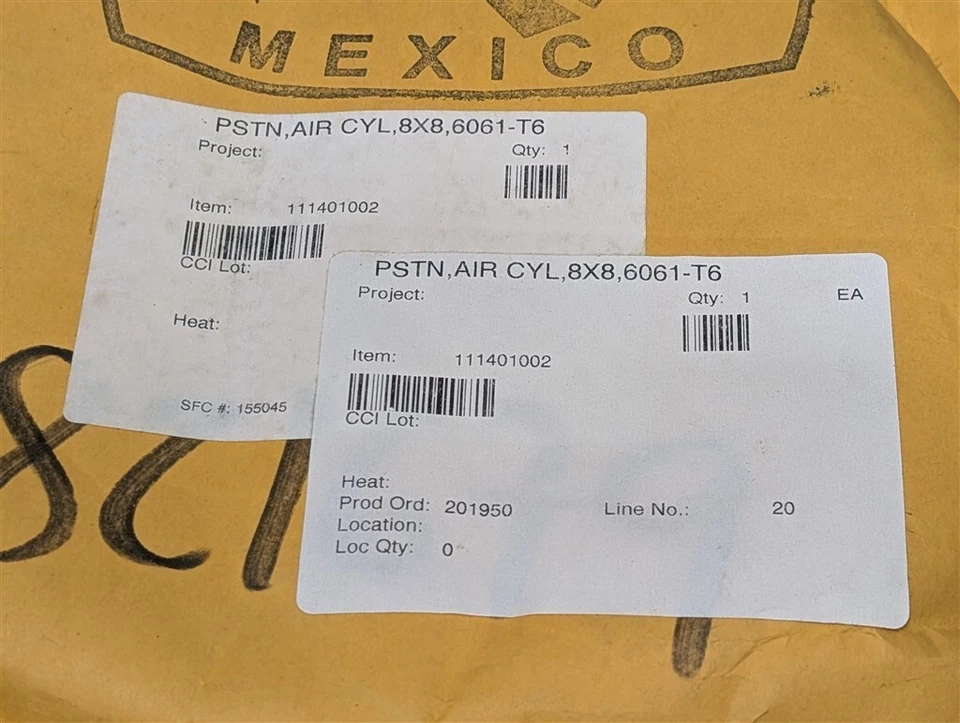 MEXICO
PSTN,AIR CYL,8X8,6061-T6
Project:
Qty: 1
Item: 111401002
CCI Lot:
Heat:
SFC #: 155045
PSTN,AIR CYL,8X8,6061-T6
Project:
Qty: 1 EA
Item: 111401002
CCI Lot:
Heat:
Prod Ord: 201950 Line No.: 20
Location:
Loc Qty: 0